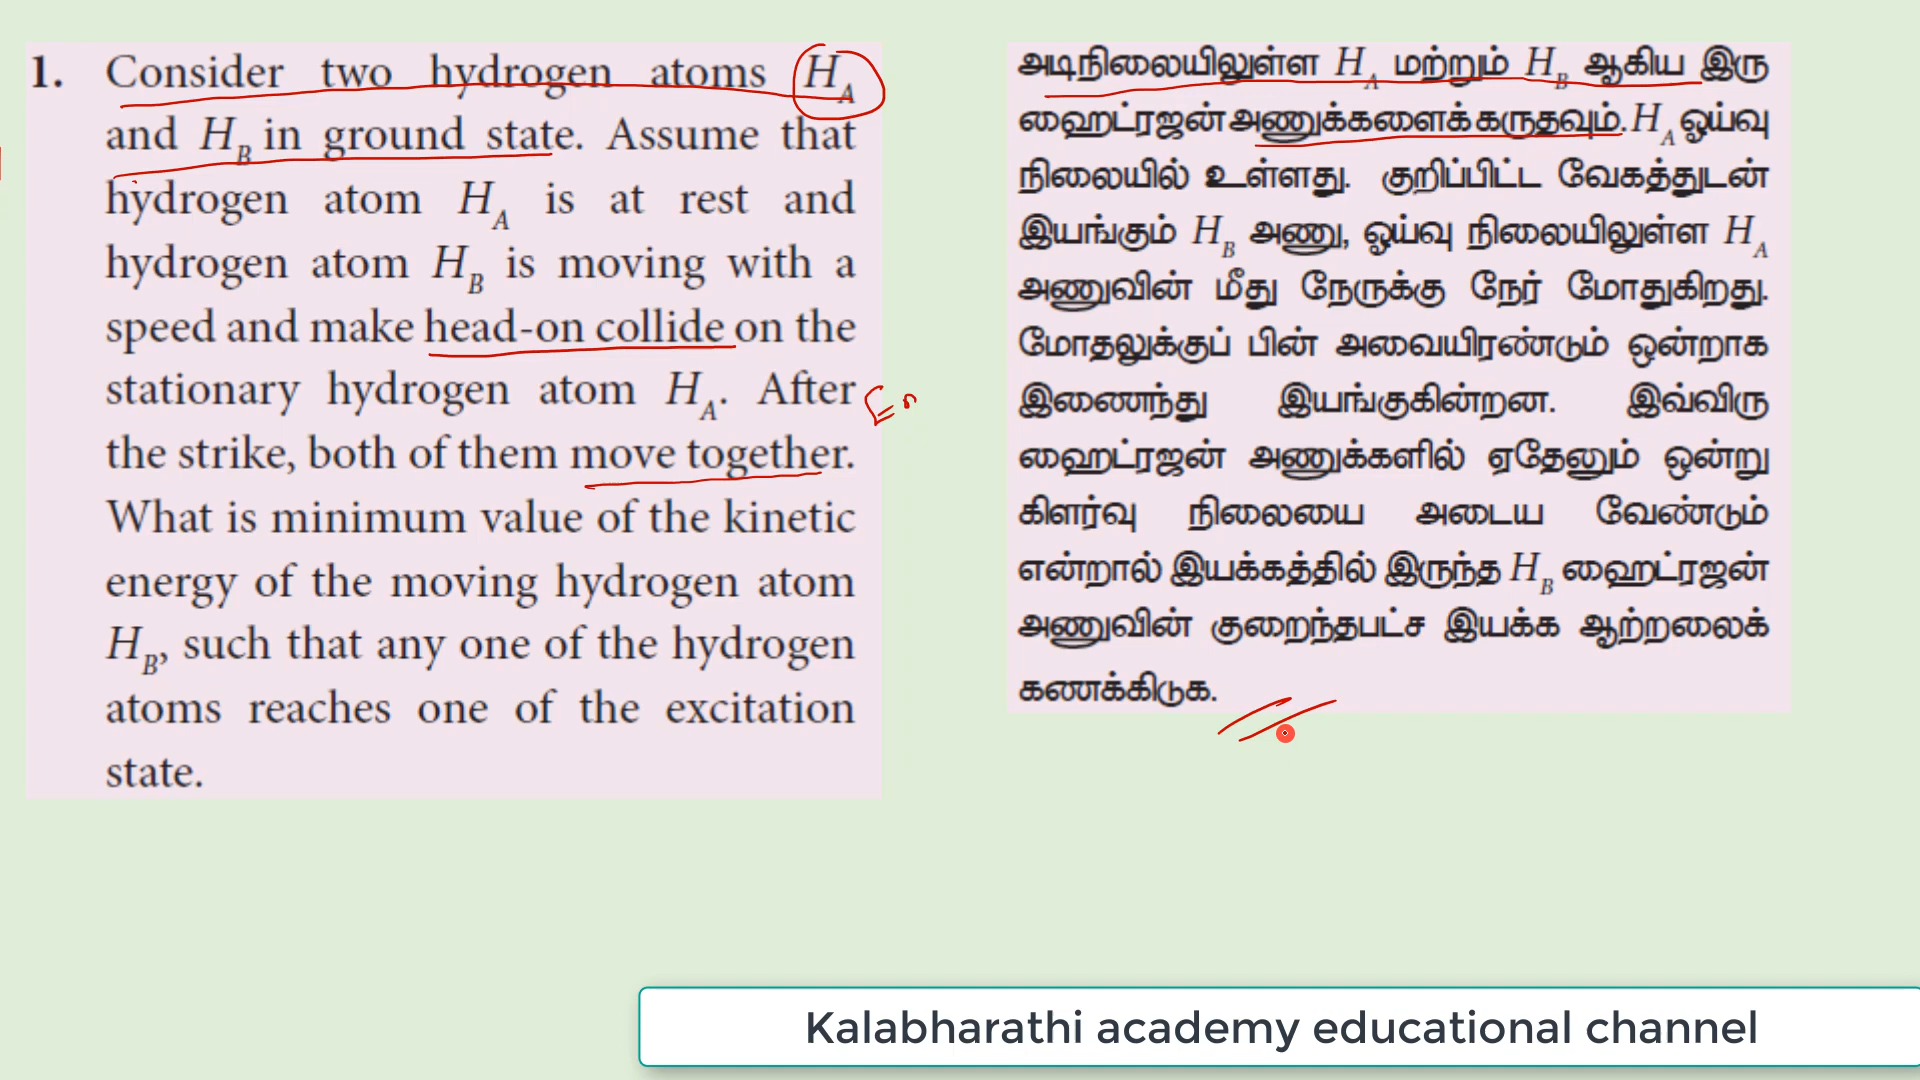 1. Consider two hydrogen atoms H_A
and H_B in ground state. Assume that
hydrogen atom H_A is at rest and
hydrogen atom H_B is moving with a
speed and make head-on collide on the
stationary hydrogen atom H_A. After
the strike, both of them move together.
What is minimum value of the kinetic
energy of the moving hydrogen atom
H_B, such that any one of the hydrogen
atoms reaches one of the excitation
state.
அடிநிலையிலுள்ள H_A மற்றும் H_B ஆகிய இரு
ஹைட்ரஜன் அணுக்களைக் கருதவும். H_A ஓய்வு
நிலையில் உள்ளது. குறிப்பிட்ட வேகத்துடன்
இயங்கும் H_B அணு, ஓய்வு நிலையிலுள்ள H_A
அணுவின் மீது நேருக்கு நேர் மோதுகிறது.
மோதலுக்குப் பின் அவையிரண்டும் ஒன்றாக
இணைந்து இயங்குகின்றன. இவ்விரு
ஹைட்ரஜன் அணுக்களில் ஏதேனும் ஒன்று
கிளர்வு நிலையை அடைய வேண்டும்
என்றால் இயக்கத்தில் இருந்த H_B ஹைட்ரஜன்
அணுவின் குறைந்தபட்ச இயக்க ஆற்றலைக்
கணக்கிடுக.
Kalabharathi academy educational channel